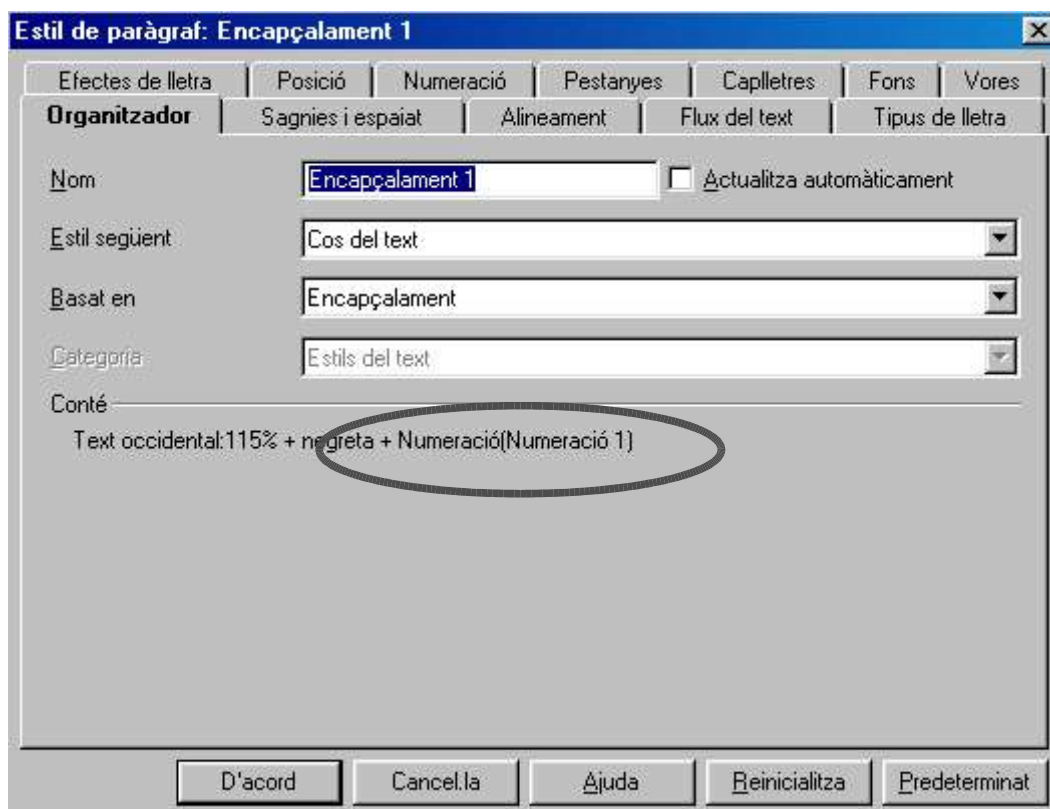 Estil de paràgraf: Encapçalament 1
Efectes de lletra Posició Numeració Pestanyes Caplletres Fons Vores
Organitzador Sagnies i espaiat Alineament Flux del text Tipus de lletra
Nom Encapçalament 1 Actualitza automàticament
Estil següent Cos del text
Basat en Encapçalament
Categoria Estils del text
Conté
Text occidental:115% + negreta + Numeració(Numeració 1)
D'acord Cancel.la Ajuda Reinicialitza Predeterminat